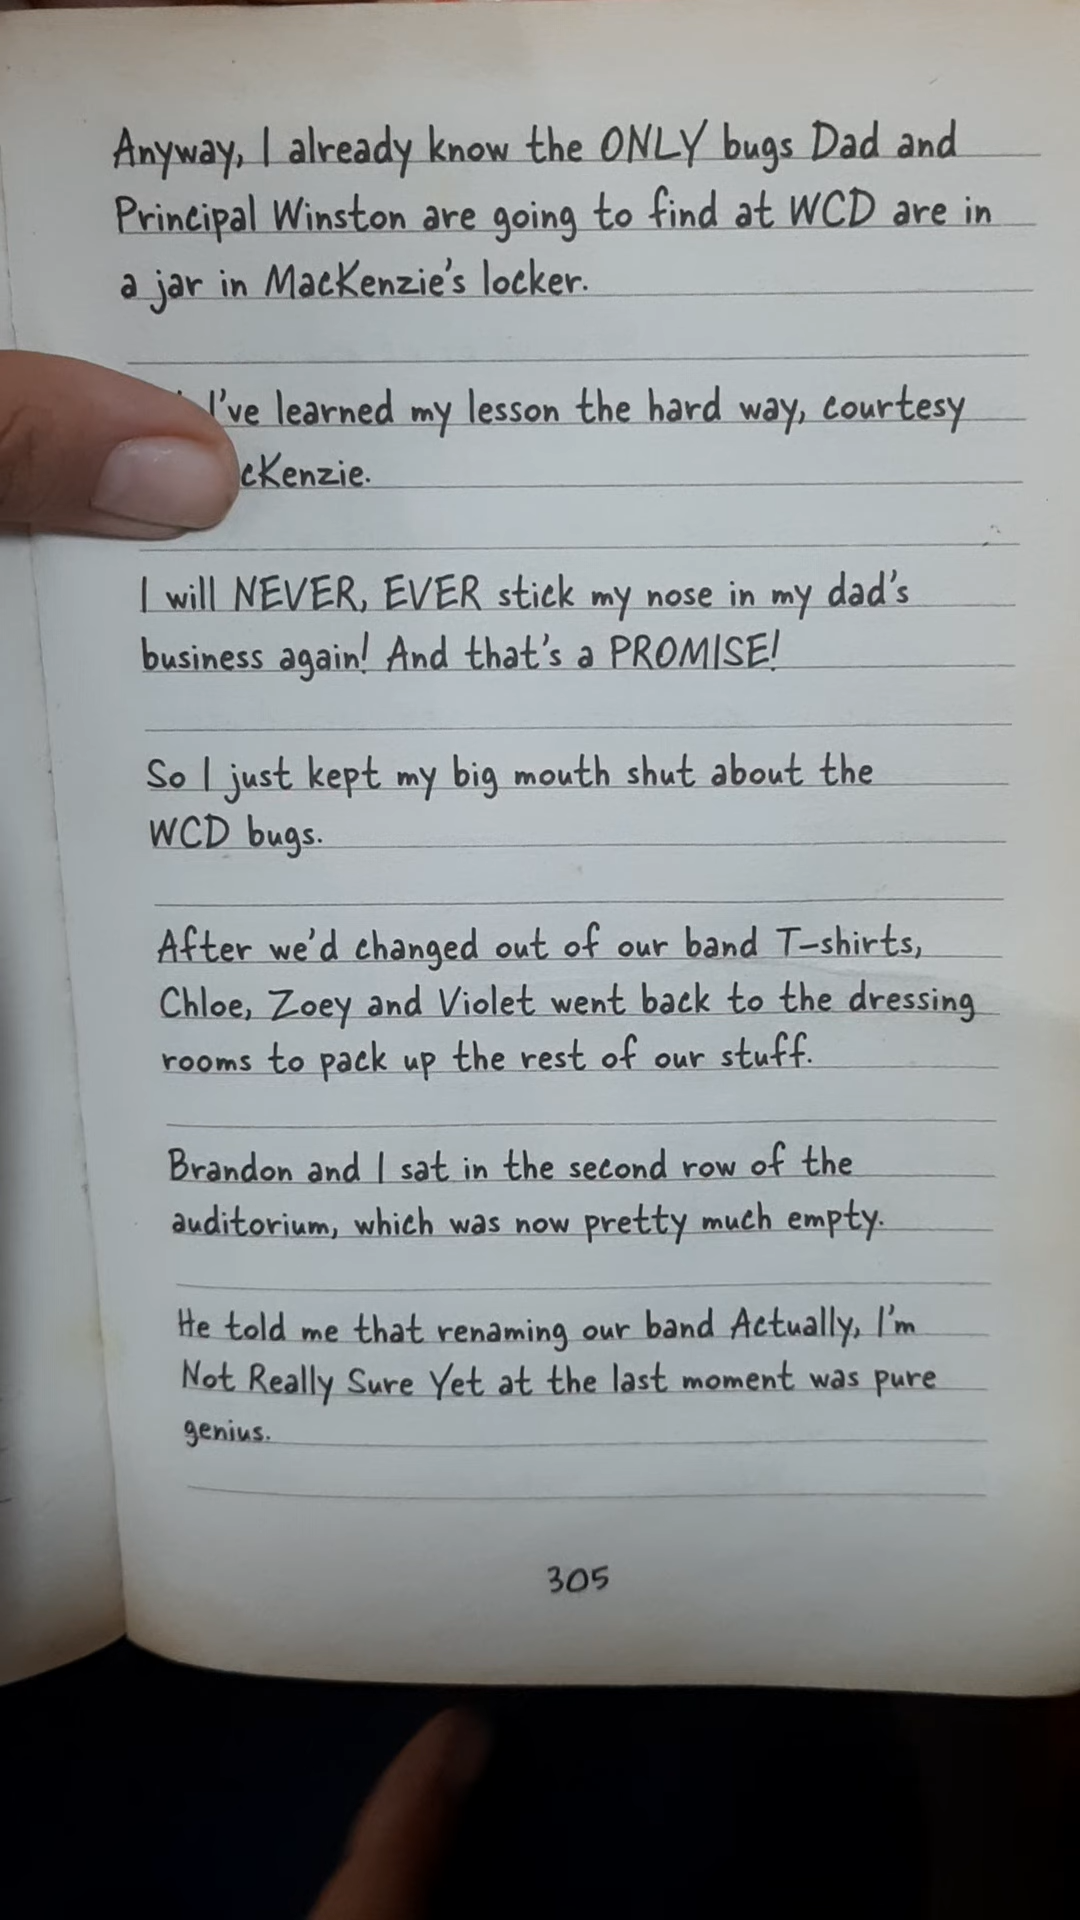 Anyway, I already know the ONLY bugs Dad and
Principal Winston are going to find at WCD are in
a jar in MacKenzie's locker.
I've learned my lesson the hard way, courtesy
cKenzie.
I will NEVER, EVER stick my nose in my dad's
business again! And that's a PROMISE!
So I just kept my big mouth shut about the
WCD bugs.
After we'd changed out of our band T-shirts,
Chloe, Zoey and Violet went back to the dressing
rooms to pack up the rest of our stuff.
Brandon and I sat in the second row of the
auditorium, which was now pretty much empty.
He told me that renaming our band Actually, I'm
Not Really Sure Yet at the last moment was pure
genius.
305